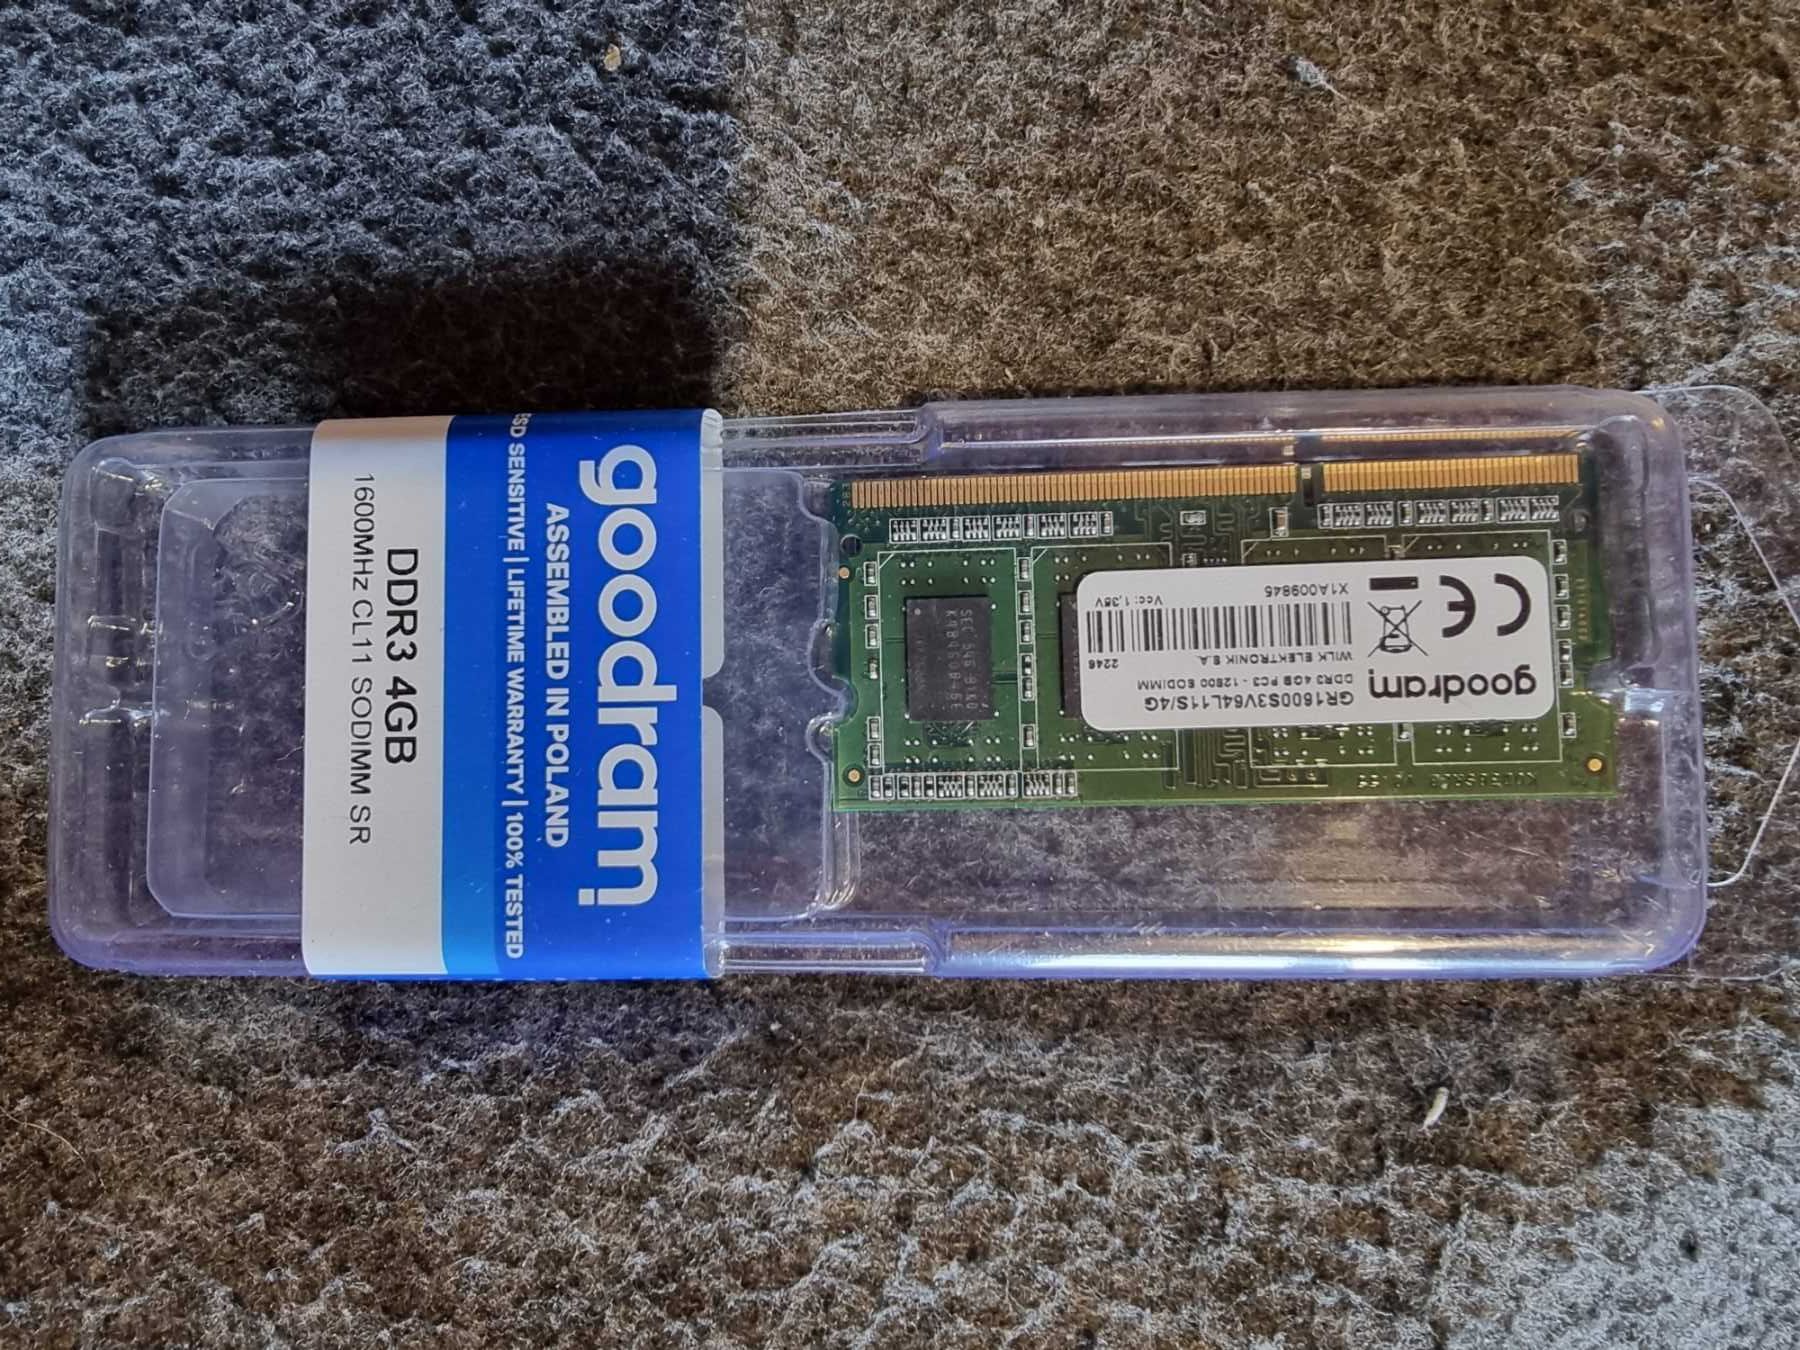 goodram
ASSEMBLED IN POLAND
ESD SENSITIVE | LIFETIME WARRANTY | 100% TESTED
DDR3 4GB
1600MHz CL11 SODIMM SR
goodram
GR1600S3V64L11S/4G
DDR3 4GB PC3 - 12800 SODIMM
WILK ELEKTRONIK S.A.
2246
Vcc: 1,35V
X1A009845
CE